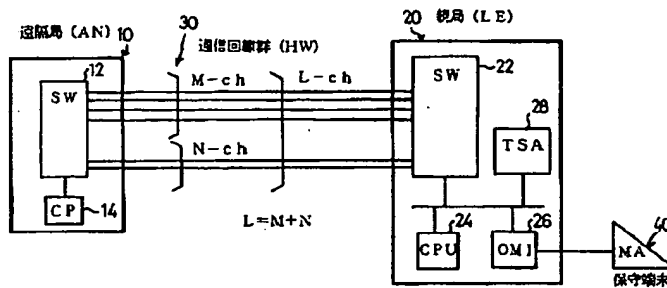 遠隔局(AN)
10
12
SW
CP
14
30
通信回線群(HW)
M-ch
L-ch
N-ch
L=M+N
20
親局(LE)
SW
22
28
TSA
24
CPU
26
OMI
40
MA
保守端末